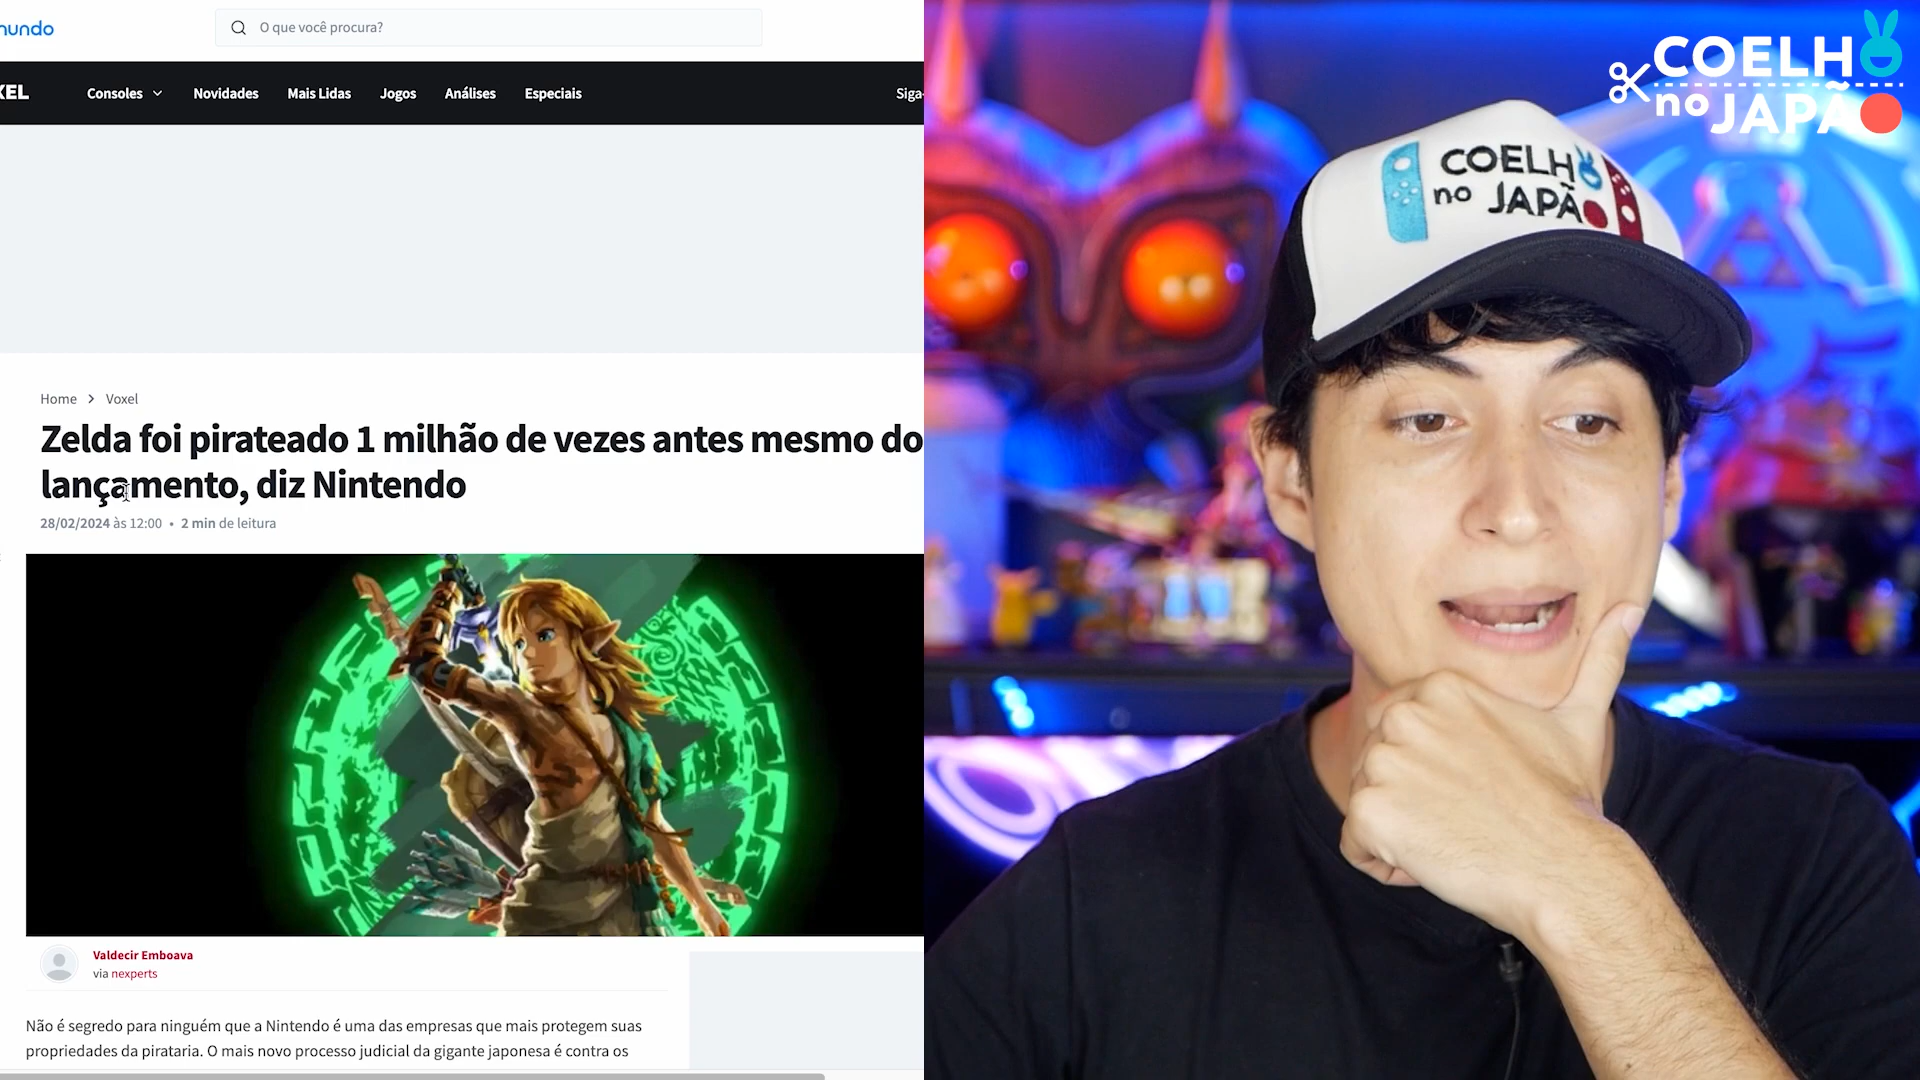 mundo
O que você procura?
XEL
Consoles
Novidades
Mais Lidas
Jogos
Análises
Especiais
Siga-
Home > Voxel
Zelda foi pirateado 1 milhão de vezes antes mesmo do
lançamento, diz Nintendo
28/02/2024 às 12:00 • 2 min de leitura
Valdecir Emboava
via nexperts
Não é segredo para ninguém que a Nintendo é uma das empresas que mais protegem suas
propriedades da pirataria. O mais novo processo judicial da gigante japonesa é contra os
COELHO
no JAPÃO
COELHO
no JAPÃO